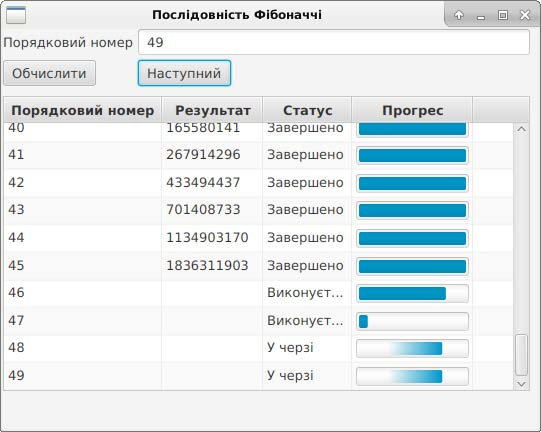 Послідовність Фібоначчі
Порядковий номер 49
Обчислити Наступний
Порядковий номер Результат Статус Прогрес
40 165580141 Завершено
41 267914296 Завершено
42 433494437 Завершено
43 701408733 Завершено
44 1134903170 Завершено
45 1836311903 Завершено
46 Виконуєт...
47 Виконуєт...
48 У черзі
49 У черзі